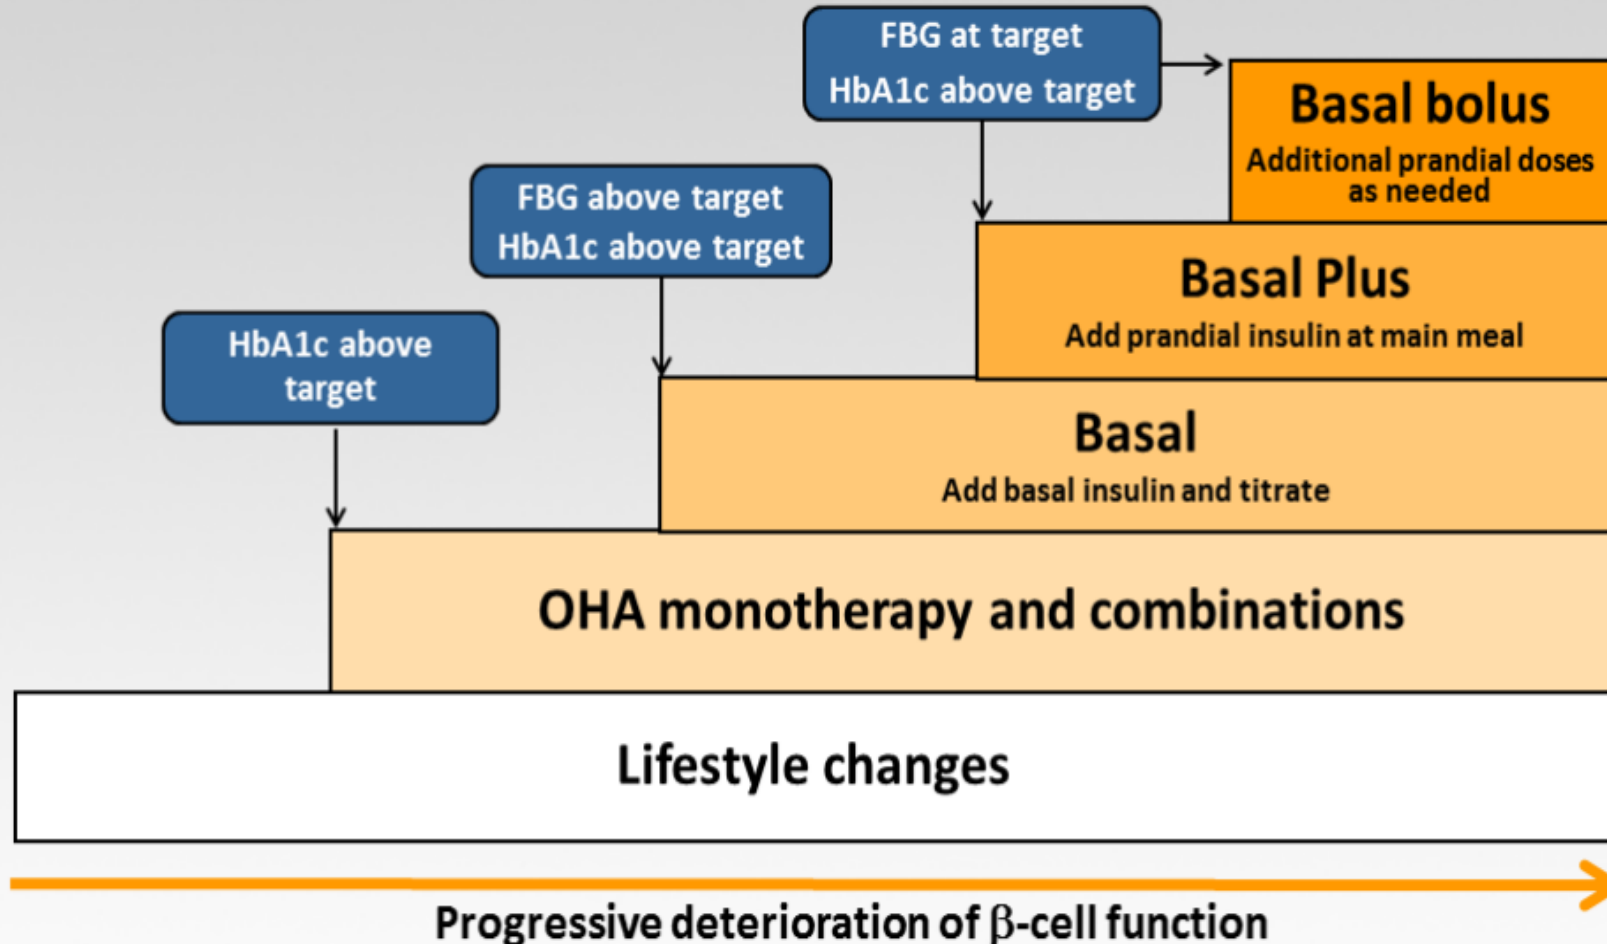 FBG at target
HbA1c above target
Basal bolus
Additional prandial doses
as needed
FBG above target
HbA1c above target
Basal Plus
Add prandial insulin at main meal
HbA1c above
target
Basal
Add basal insulin and titrate
OHA monotherapy and combinations
Lifestyle changes
Progressive deterioration of β-cell function